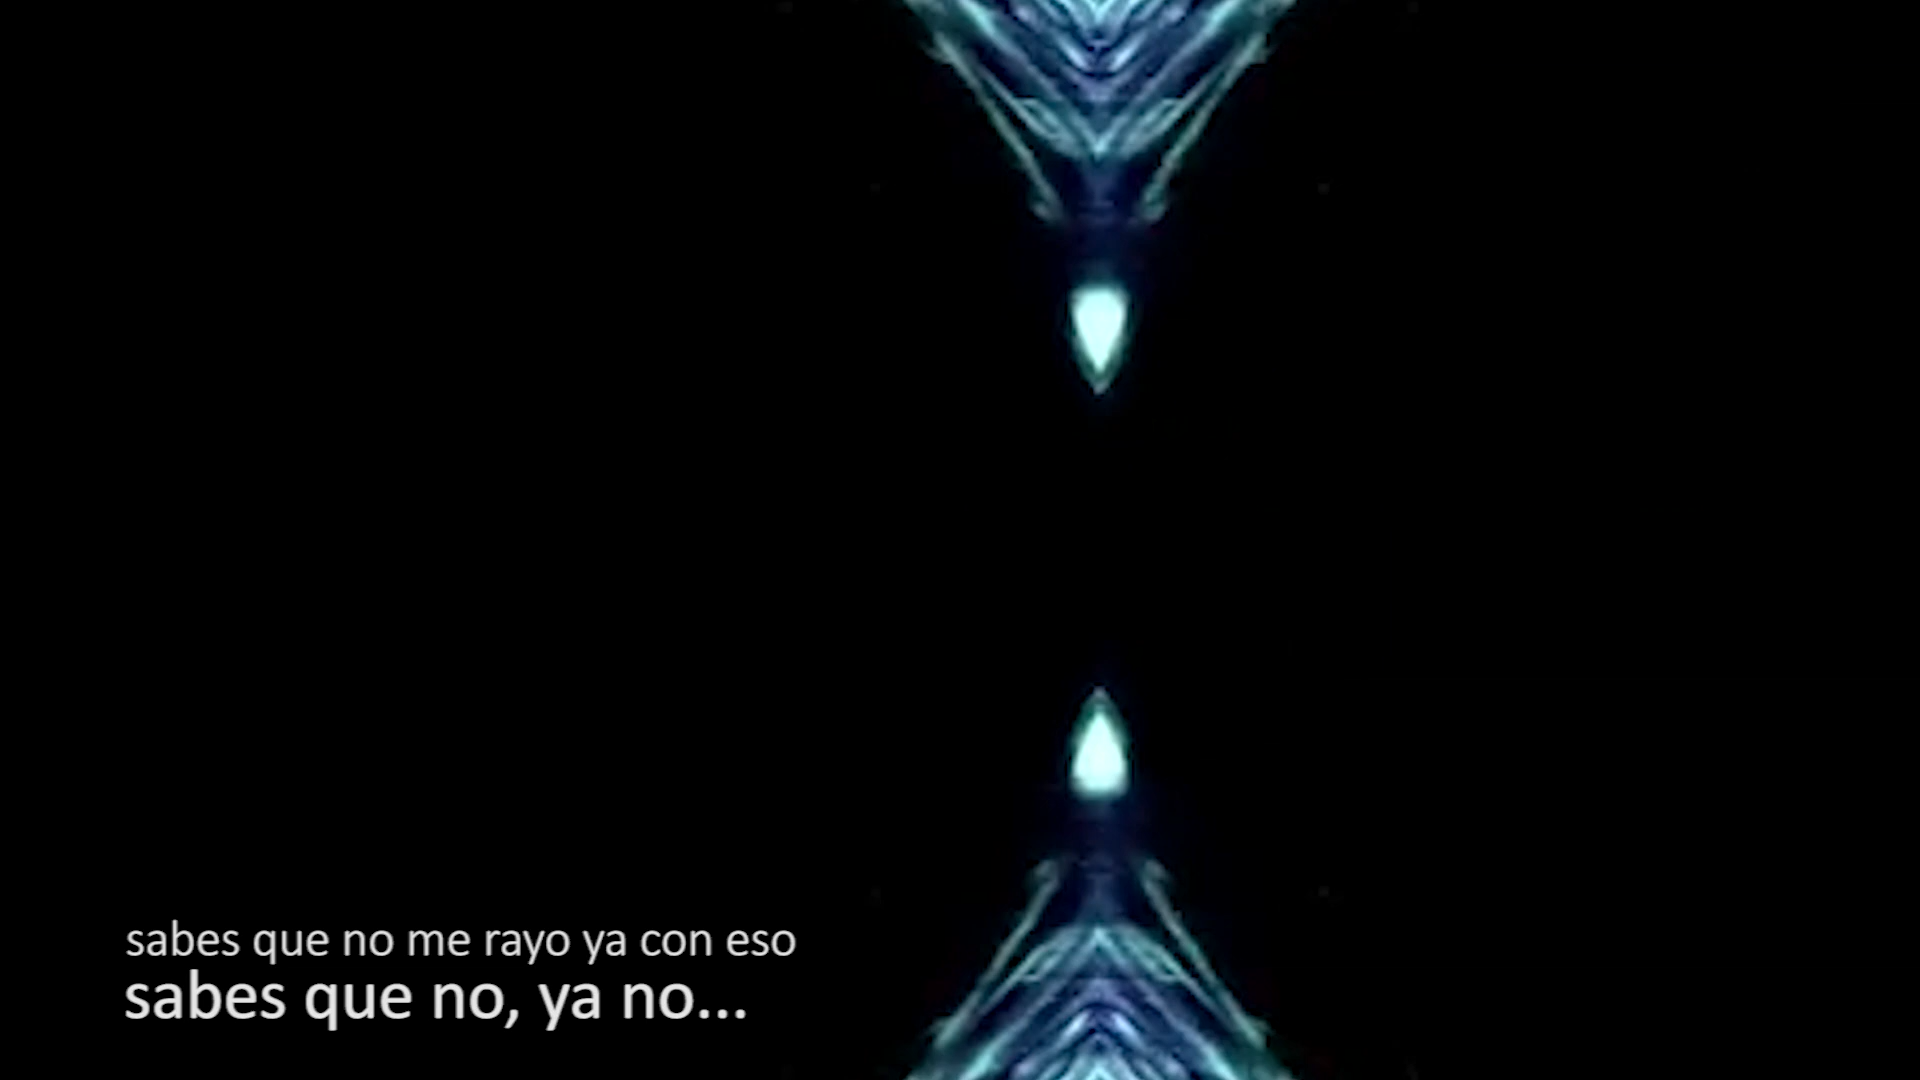 sabes que no me rayo ya con eso
sabes que no, ya no...